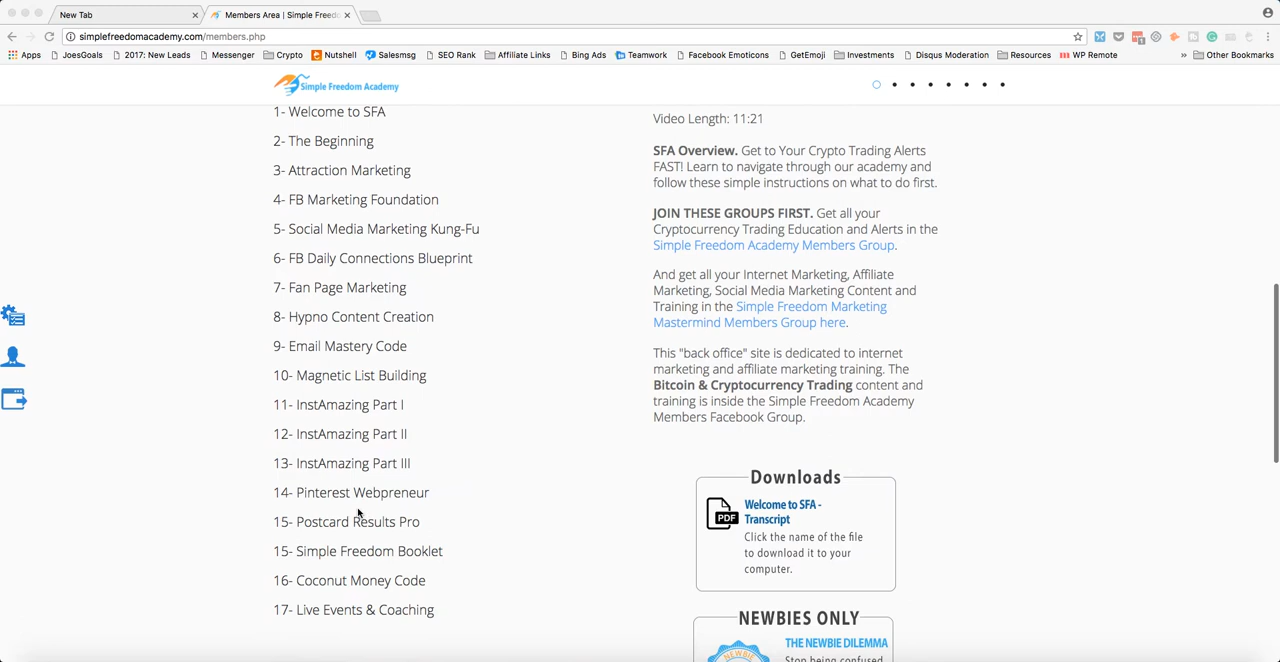 New Tab
Members Area | Simple Freed
simplefreedomacademy.com/members.php
Apps
JoesGoals
2017: New Leads
Messenger
Crypto
Nutshell
Salesmsg
SEO Rank
Affiliate Links
Bing Ads
Teamwork
Facebook Emoticons
GetEmoji
Investments
Disqus Moderation
Resources
WP Remote
»
Other Bookmarks
Simple Freedom Academy
1- Welcome to SFA
2- The Beginning
3- Attraction Marketing
4- FB Marketing Foundation
5- Social Media Marketing Kung-Fu
6- FB Daily Connections Blueprint
7- Fan Page Marketing
8- Hypno Content Creation
9- Email Mastery Code
10- Magnetic List Building
11- InstAmazing Part I
12- InstAmazing Part II
13- InstAmazing Part III
14- Pinterest Webpreneur
15- Postcard Results Pro
15- Simple Freedom Booklet
16- Coconut Money Code
17- Live Events & Coaching
Video Length: 11:21
SFA Overview. Get to Your Crypto Trading Alerts
FAST! Learn to navigate through our academy and
follow these simple instructions on what to do first.
JOIN THESE GROUPS FIRST. Get all your
Cryptocurrency Trading Education and Alerts in the
Simple Freedom Academy Members Group.
And get all your Internet Marketing, Affiliate
Marketing, Social Media Marketing Content and
Training in the Simple Freedom Marketing
Mastermind Members Group here.
This "back office" site is dedicated to internet
marketing and affiliate marketing training. The
Bitcoin & Cryptocurrency Trading content and
training is inside the Simple Freedom Academy
Members Facebook Group.
Downloads
PDF
Welcome to SFA -
Transcript
Click the name of the file
to download it to your
computer.
NEWBIES ONLY
NEWBIE
THE NEWBIE DILEMMA
Stop being confused